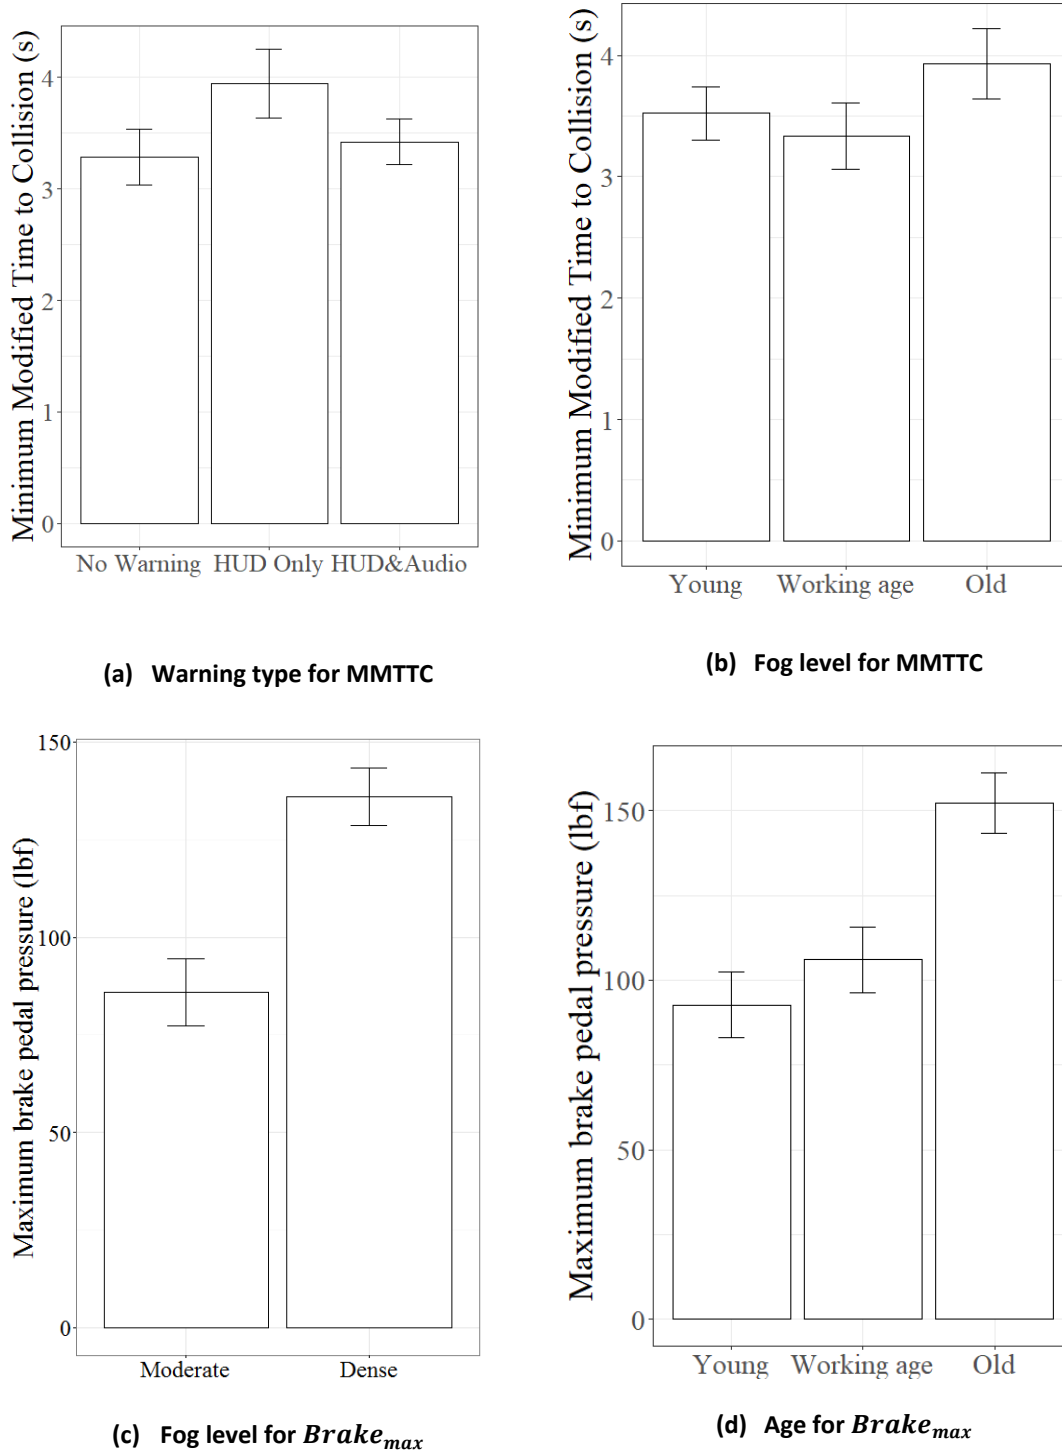 Minimum Modified Time to Collision (s)
4
3
2
1
0
No Warning HUD Only HUD&Audio
(a) Warning type for MMTTC
Minimum Modified Time to Collision (s)
4
3
2
1
0
Young Working age Old
(b) Fog level for MMTTC
Maximum brake pedal pressure (lbf)
150
100
50
0
Moderate Dense
(c) Fog level for Brake_max
Maximum brake pedal pressure (lbf)
150
100
50
0
Young Working age Old
(d) Age for Brake_max